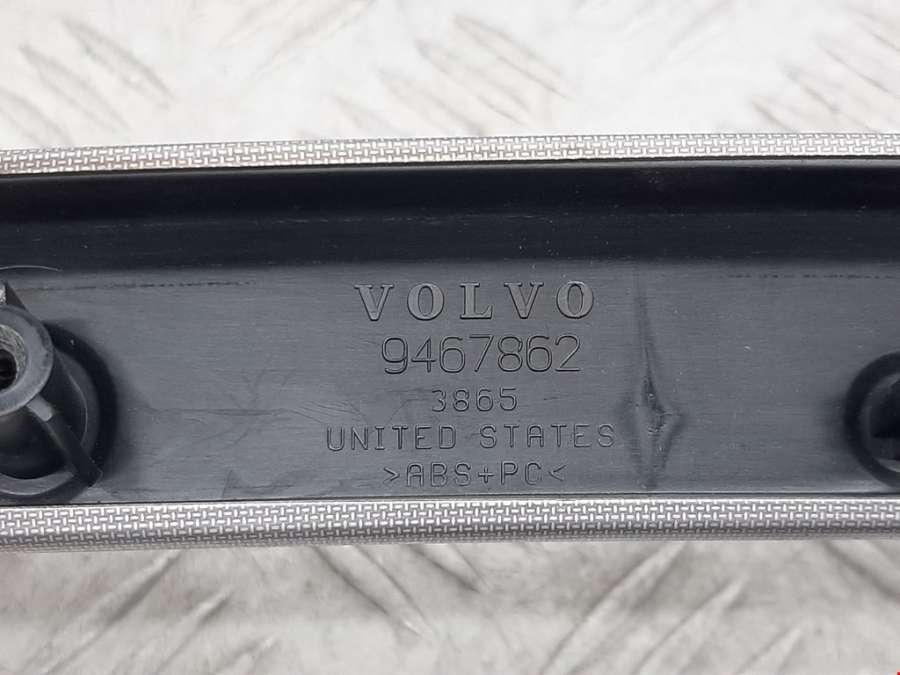 VOLVO
9467862
3865
UNITED STATES
>ABS+PC<